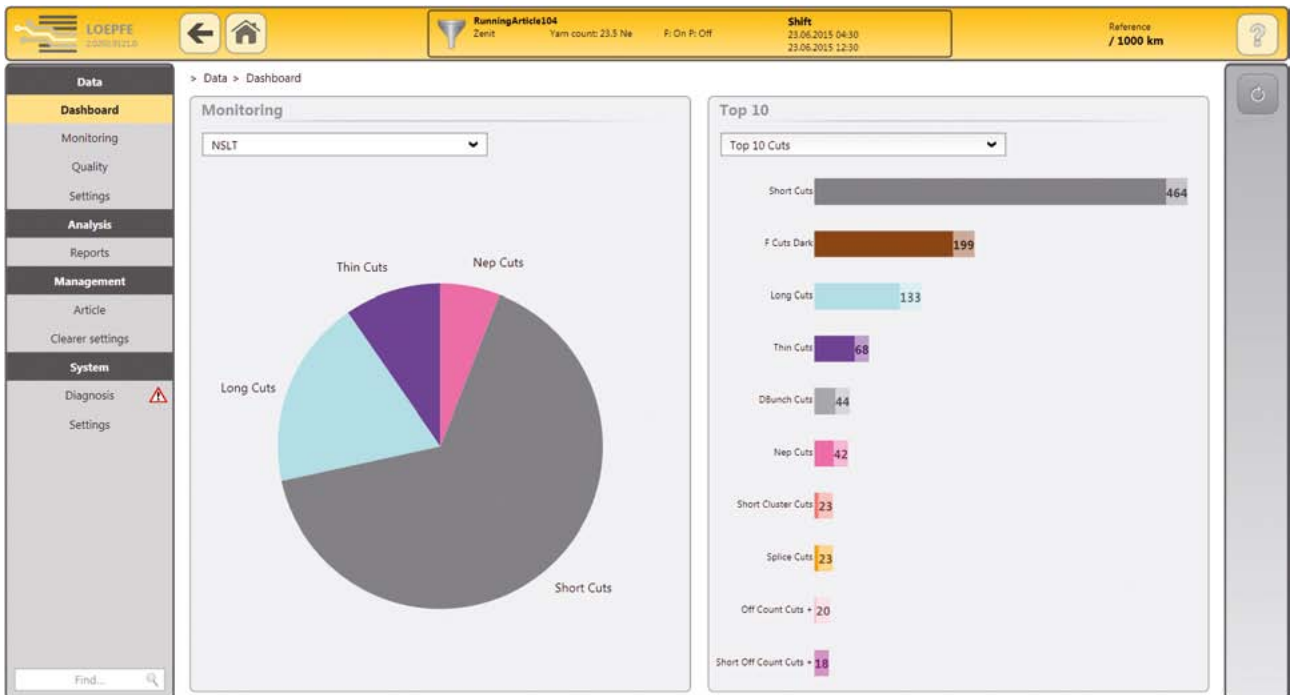 LOEPFE
RunningArticle104
Zenit Yarn count: 23.5 Ne F: On P: Off
Shift
23.06.2015 04:30
23.06.2015 12:30
Reference
/ 1000 km
?
Data
Dashboard
Monitoring
Quality
Settings
Analysis
Reports
Management
Article
Clearer settings
System
Diagnosis
Settings
Find...
> Data > Dashboard
Monitoring
NSLT
Thin Cuts
Nep Cuts
Long Cuts
Short Cuts
Top 10
Top 10 Cuts
Short Cuts 464
F Cuts Dark 199
Long Cuts 133
Thin Cuts 68
DBunch Cuts 44
Nep Cuts 42
Short Cluster Cuts 23
Splice Cuts 23
Off Count Cuts + 20
Short Off Count Cuts + 18